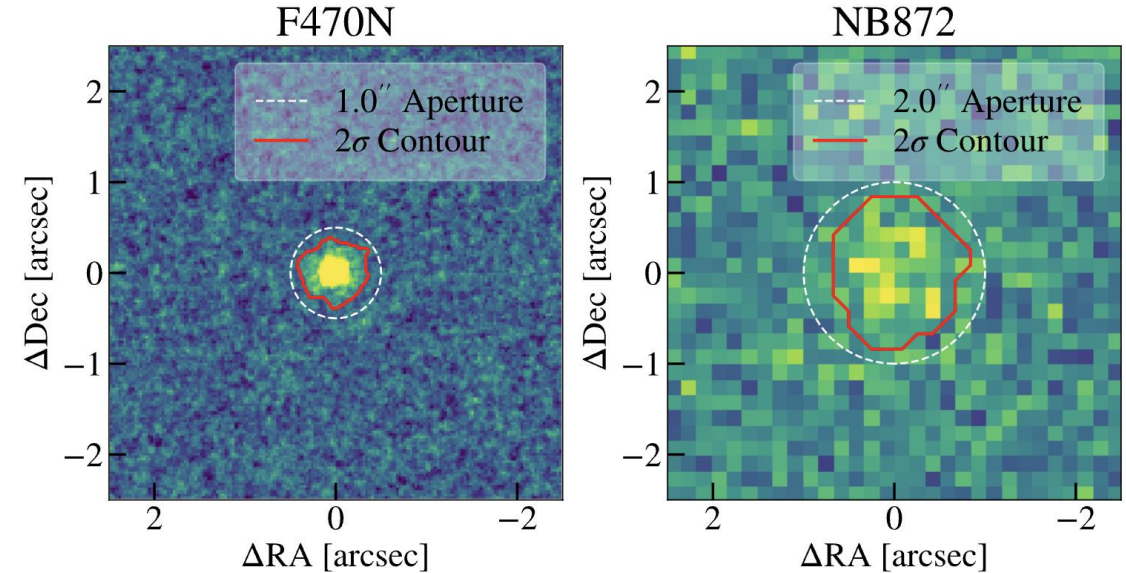 F470N
1.0″ Aperture
2σ Contour
2
1
0
−1
−2
ΔDec [arcsec]
2
0
−2
ΔRA [arcsec]
NB872
2.0″ Aperture
2σ Contour
2
1
0
−1
−2
ΔDec [arcsec]
2
0
−2
ΔRA [arcsec]